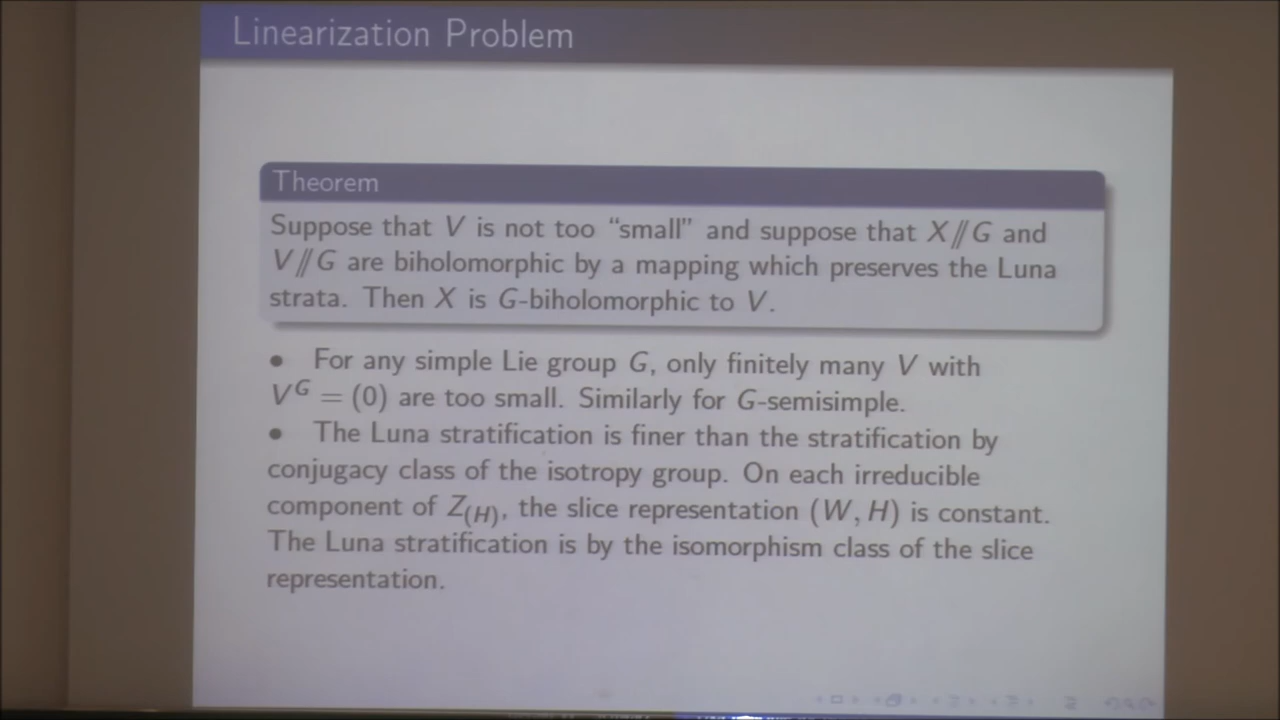 Linearization Problem
Theorem
Suppose that V is not too “small” and suppose that X//G and
V//G are biholomorphic by a mapping which preserves the Luna
strata. Then X is G-biholomorphic to V.
• For any simple Lie group G, only finitely many V with
V^G = (0) are too small. Similarly for G-semisimple.
• The Luna stratification is finer than the stratification by
conjugacy class of the isotropy group. On each irreducible
component of Z_(H), the slice representation (W, H) is constant.
The Luna stratification is by the isomorphism class of the slice
representation.